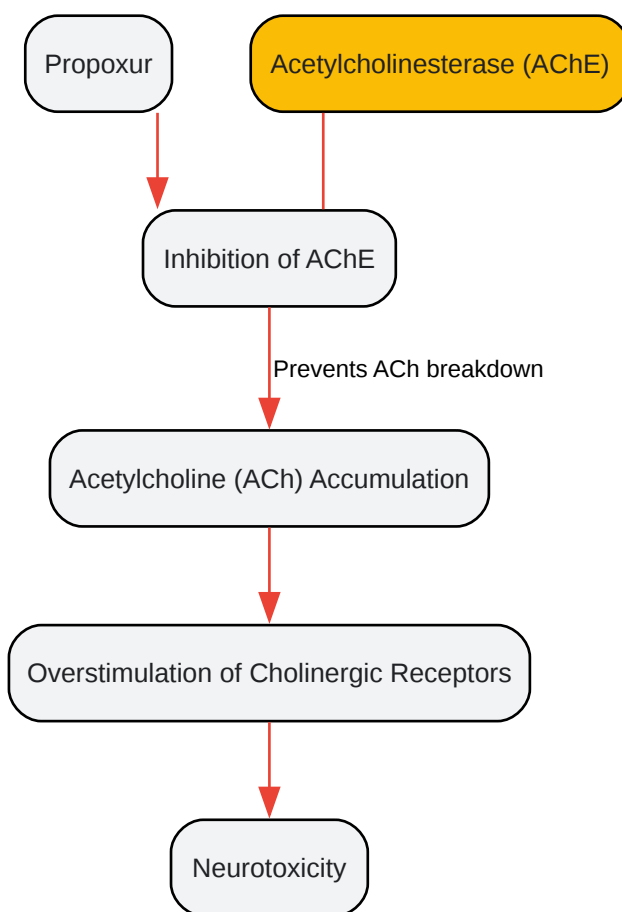 Propoxur
Acetylcholinesterase (AChE)
Inhibition of AChE
Prevents ACh breakdown
Acetylcholine (ACh) Accumulation
Overstimulation of Cholinergic Receptors
Neurotoxicity